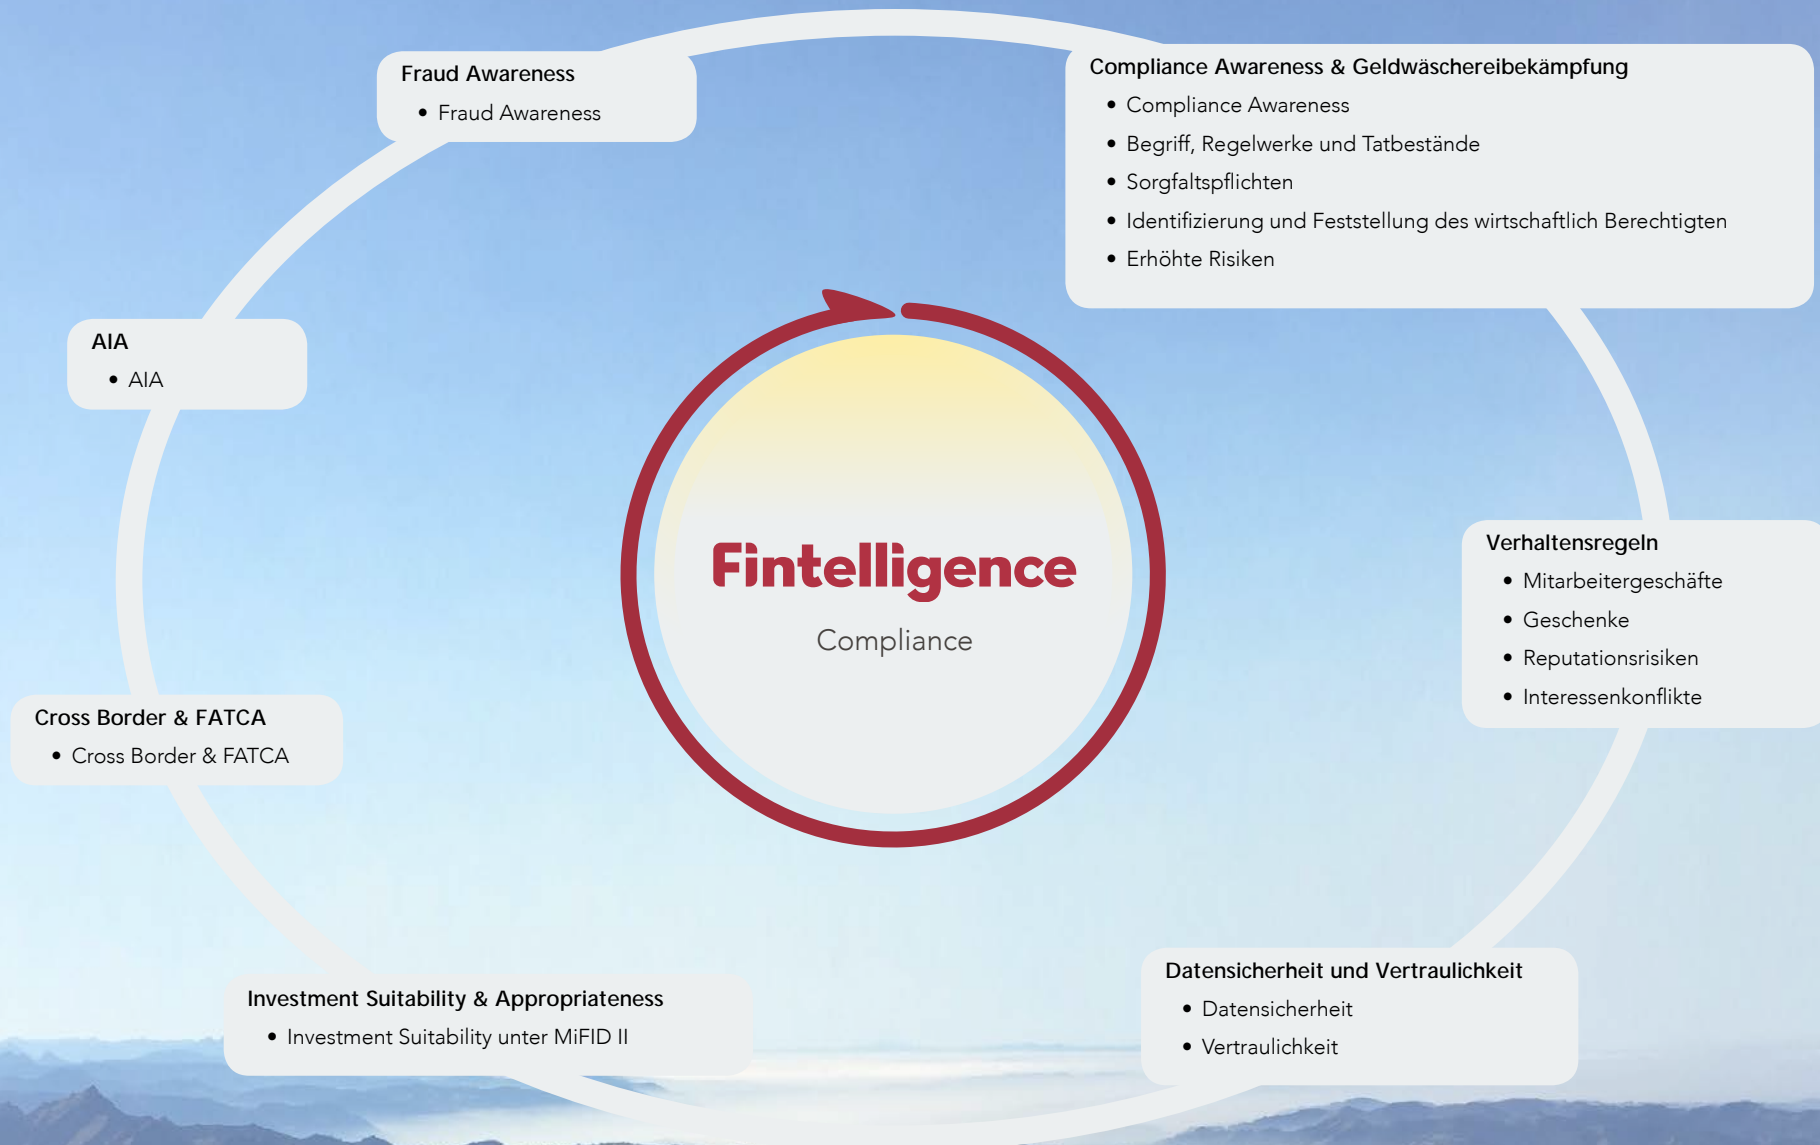 Fraud Awareness
• Fraud Awareness
Compliance Awareness & Geldwäschereibekämpfung
• Compliance Awareness
• Begriff, Regelwerke und Tatbestände
• Sorgfaltspflichten
• Identifizierung und Feststellung des wirtschaftlich Berechtigten
• Erhöhte Risiken
AIA
• AIA
Fintelligence
Compliance
Verhaltensregeln
• Mitarbeitergeschäfte
• Geschenke
• Reputationsrisiken
• Interessenkonflikte
Cross Border & FATCA
• Cross Border & FATCA
Investment Suitability & Appropriateness
• Investment Suitability unter MiFID II
Datensicherheit und Vertraulichkeit
• Datensicherheit
• Vertraulichkeit